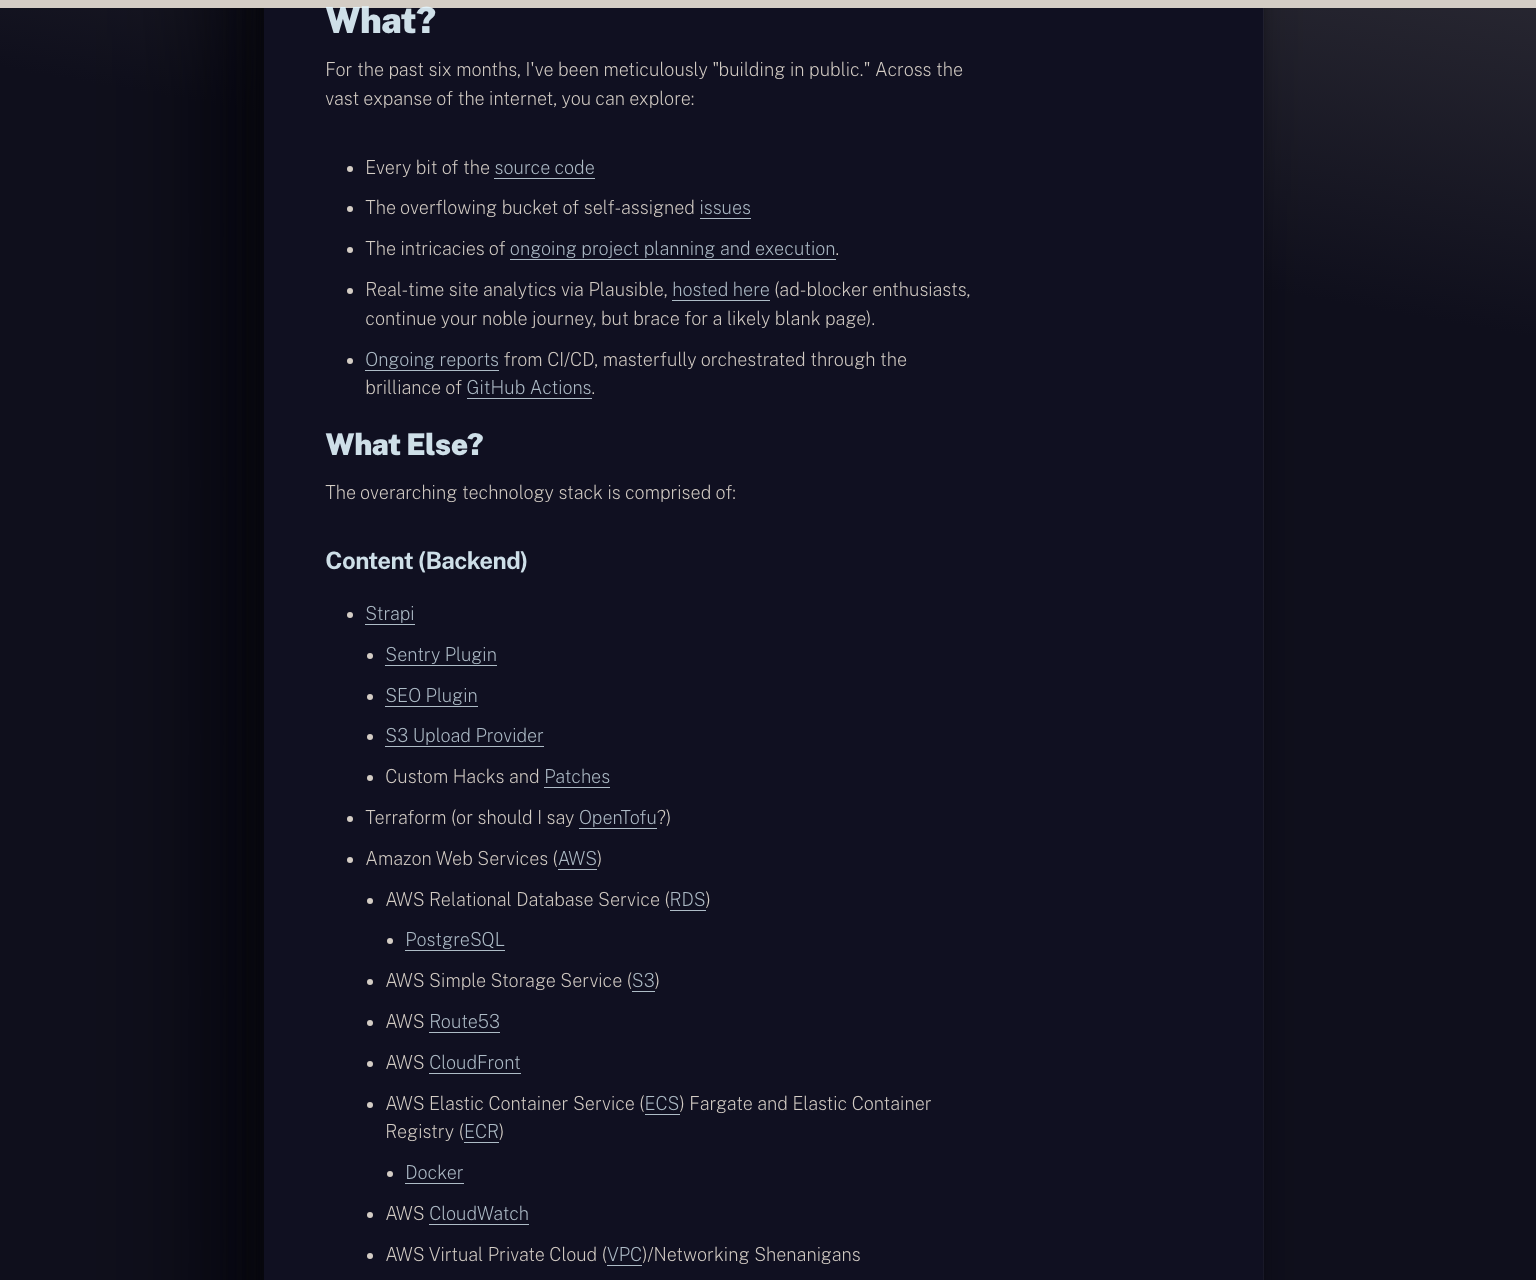 What?
For the past six months, I've been meticulously "building in public." Across the
vast expanse of the internet, you can explore:
Every bit of the source code
The overflowing bucket of self-assigned issues
The intricacies of ongoing project planning and execution.
Real-time site analytics via Plausible, hosted here (ad-blocker enthusiasts,
continue your noble journey, but brace for a likely blank page).
Ongoing reports from CI/CD, masterfully orchestrated through the
brilliance of GitHub Actions.
What Else?
The overarching technology stack is comprised of:
Content (Backend)
Strapi
Sentry Plugin
SEO Plugin
S3 Upload Provider
Custom Hacks and Patches
Terraform (or should I say OpenTofu?)
Amazon Web Services (AWS)
AWS Relational Database Service (RDS)
PostgreSQL
AWS Simple Storage Service (S3)
AWS Route53
AWS CloudFront
AWS Elastic Container Service (ECS) Fargate and Elastic Container
Registry (ECR)
Docker
AWS CloudWatch
AWS Virtual Private Cloud (VPC)/Networking Shenanigans